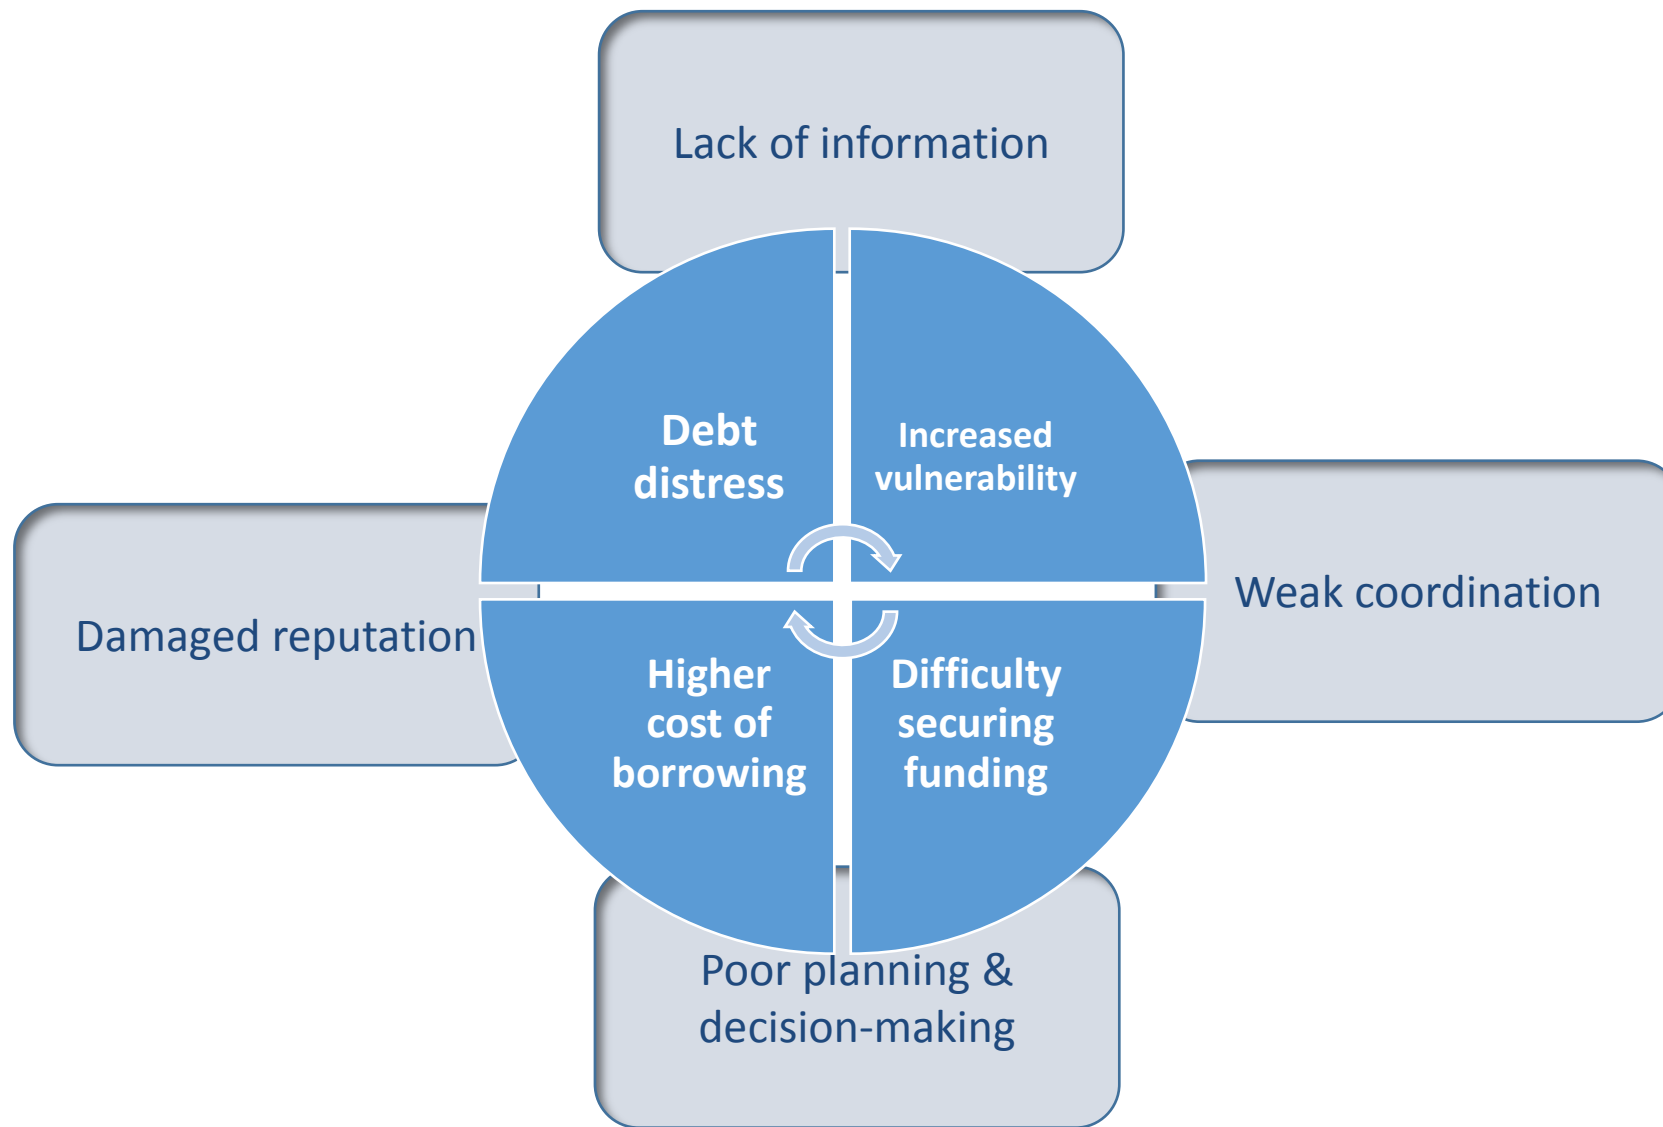 Lack of information
Debt
distress
Increased
vulnerability
Weak coordination
Damaged reputation
Higher
cost of
borrowing
Difficulty
securing
funding
Poor planning &
decision-making